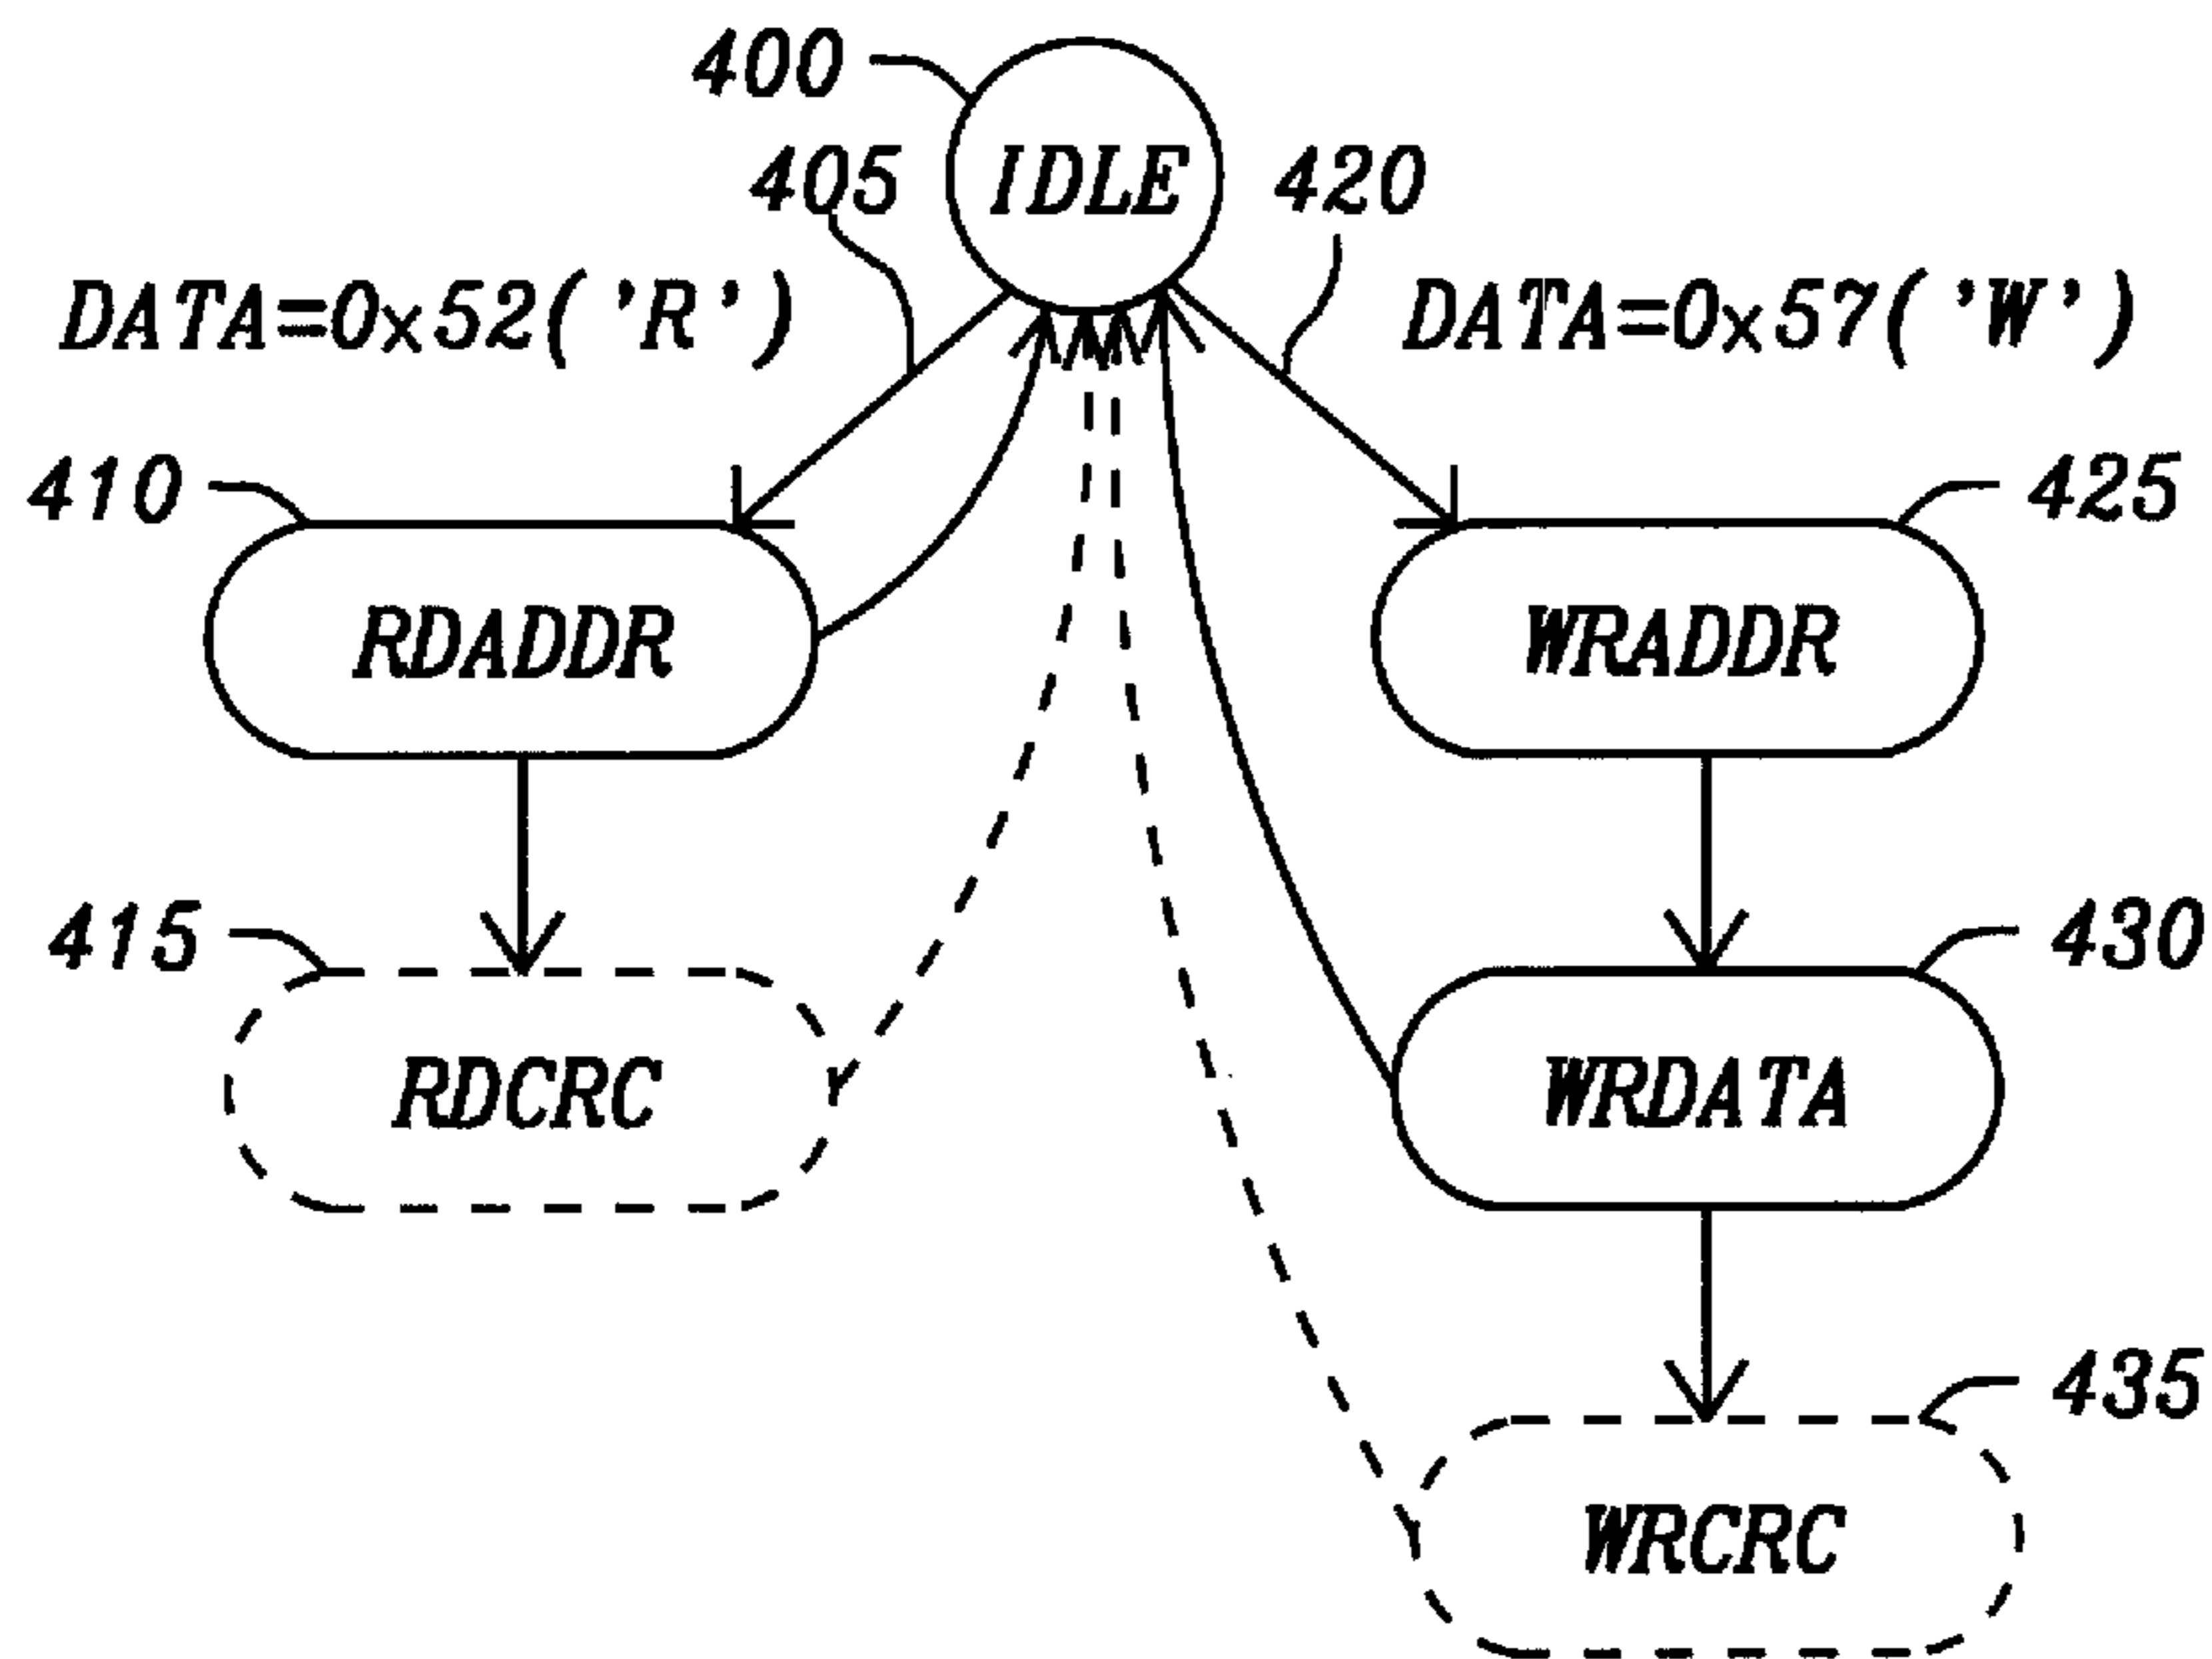 400
IDLE
405
420
DATA=0x52('R')
DATA=0x57('W')
410
425
RDADDR
WRADDR
415
430
RDCRC
WRDATA
435
WRCRC